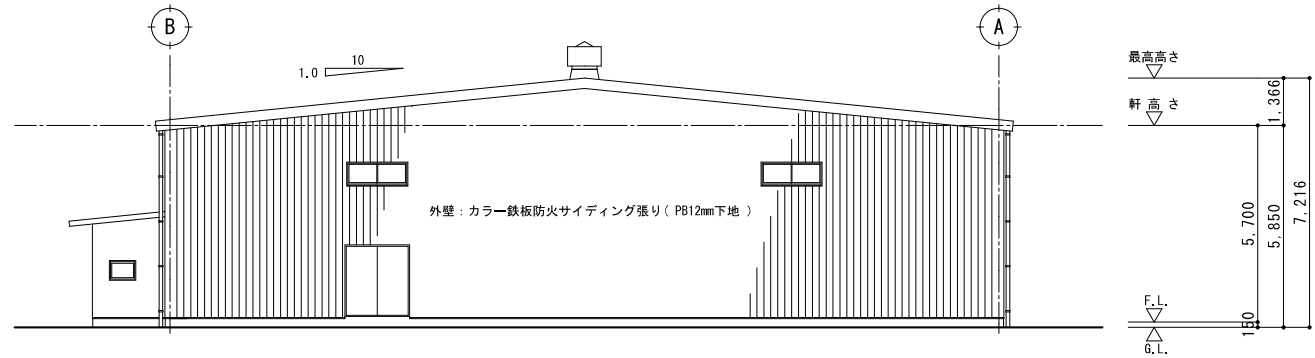 B
A
10
1.0
最高高さ
軒高さ
1,366
5,700
5,850
7,216
外壁:カラー鉄板防火サイディング張り( PB12mm下地 )
F.L.
150
G.L.